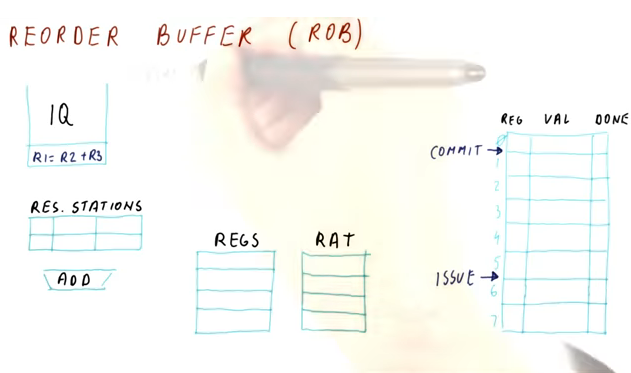 REORDER BUFFER (ROB)
IQ
R1= R2+R3
RES. STATIONS
ADD
REGS
RAT
REG VAL DONE
COMMIT
ISSUE
0
1
2
3
4
5
6
7